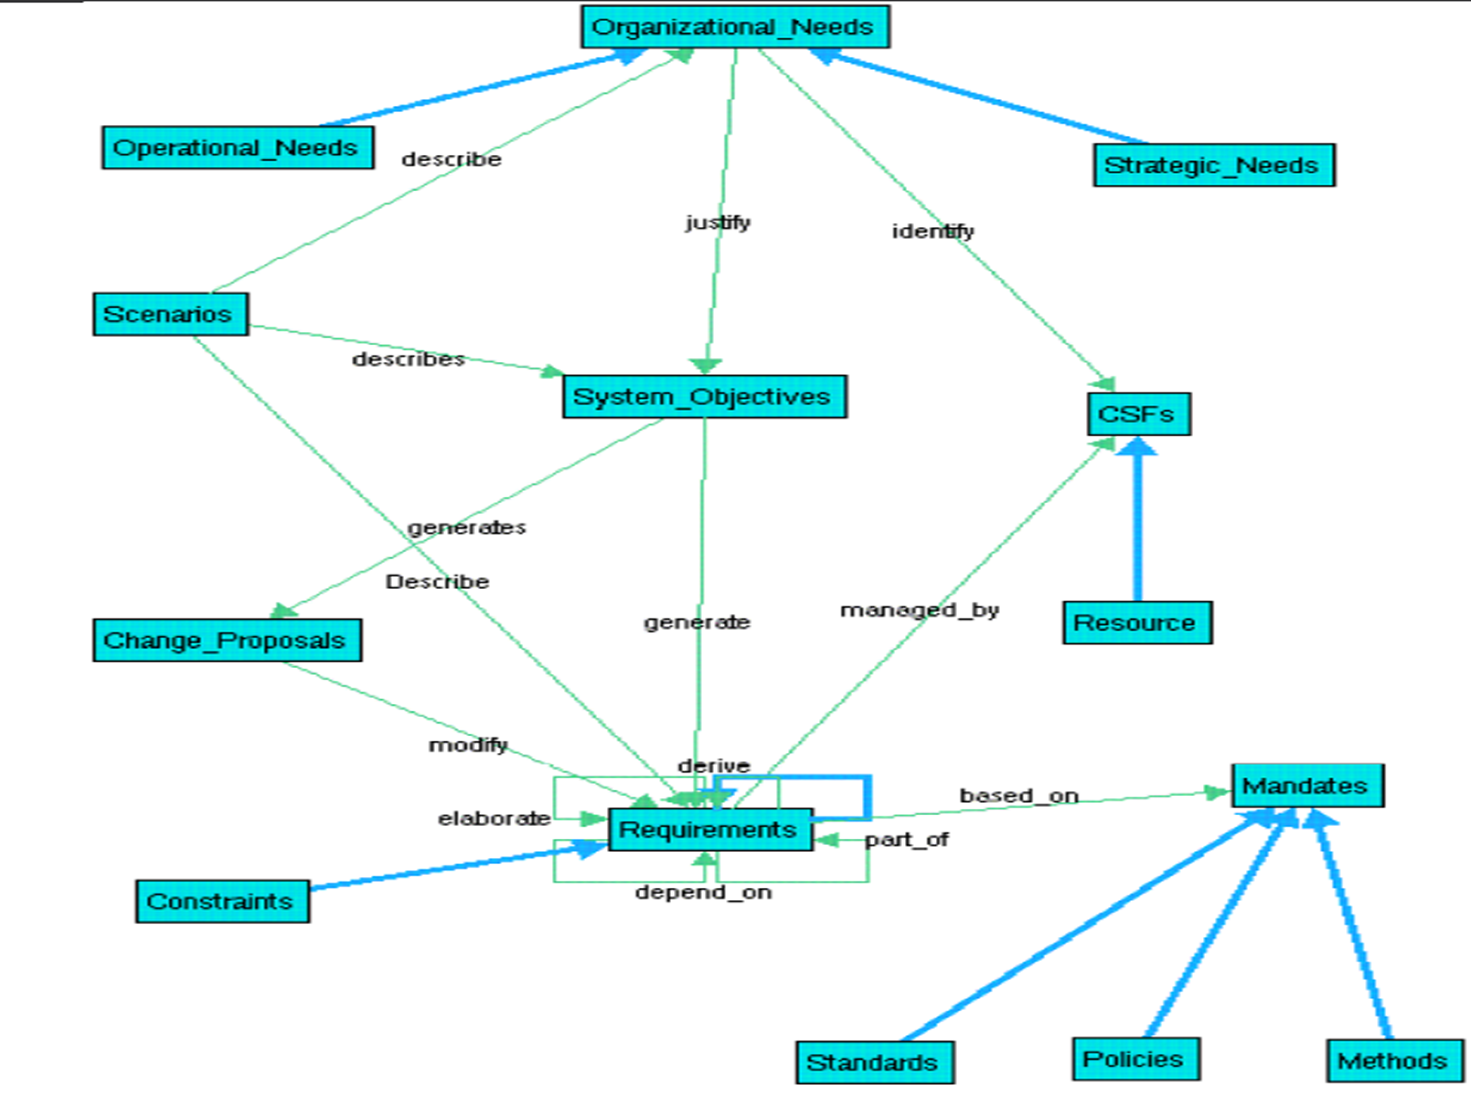 Organizational_Needs
Operational_Needs
describe
Strategic_Needs
justify
identify
Scenarios
describes
System_Objectives
CSFs
generates
Describe
generate
managed_by
Resource
Change_Proposals
modify
derive
Mandates
based_on
elaborate
Requirements
part_of
depend_on
Constraints
Standards
Policies
Methods